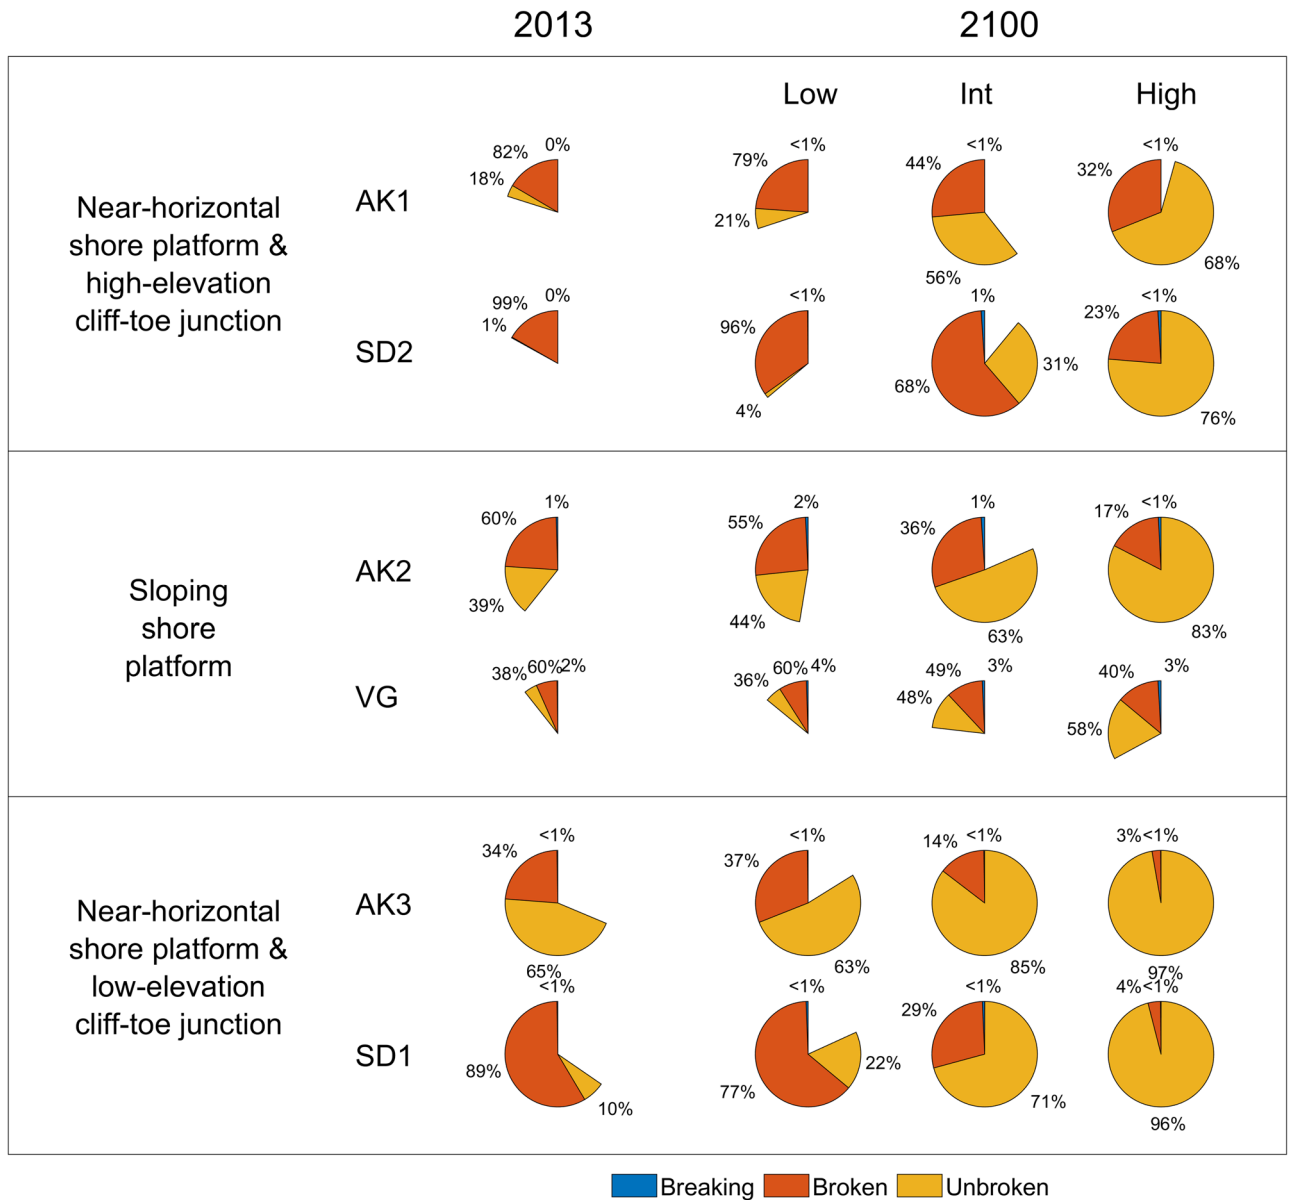 2013 2100
Low Int High
Near-horizontal
shore platform &
high-elevation
cliff-toe junction
AK1
82% 0%
18%
79% <1%
21%
44% <1%
56%
32% <1%
68%
SD2
99% 0%
1%
96% <1%
4%
1%
68% 31%
23% <1%
76%
Sloping
shore
platform
AK2
60% 1%
39%
55% 2%
44%
36% 1%
63%
17% <1%
83%
VG
38% 60% 2%
36% 60% 4%
49% 3%
48%
40% 3%
58%
Near-horizontal
shore platform &
low-elevation
cliff-toe junction
AK3
34% <1%
65%
37% <1%
63%
14% <1%
85%
3% <1%
97%
SD1
<1%
89% 10%
<1%
77% 22%
29% <1%
71%
4% <1%
96%
Breaking Broken Unbroken